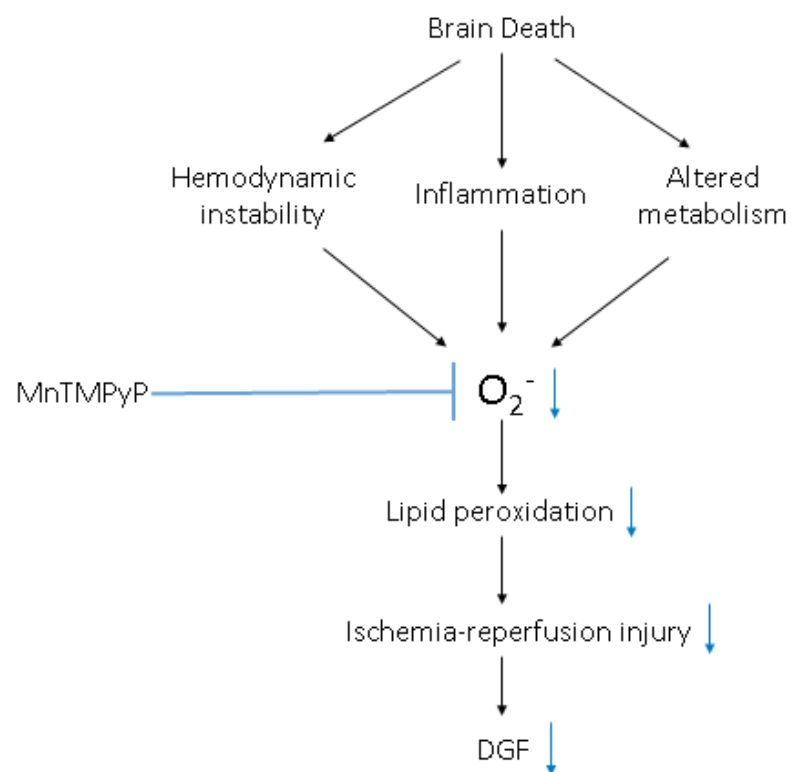 Brain Death
Hemodynamic
instability
Inflammation
Altered
metabolism
MnTMPyP
O₂⁻
Lipid peroxidation
Ischemia-reperfusion injury
DGF